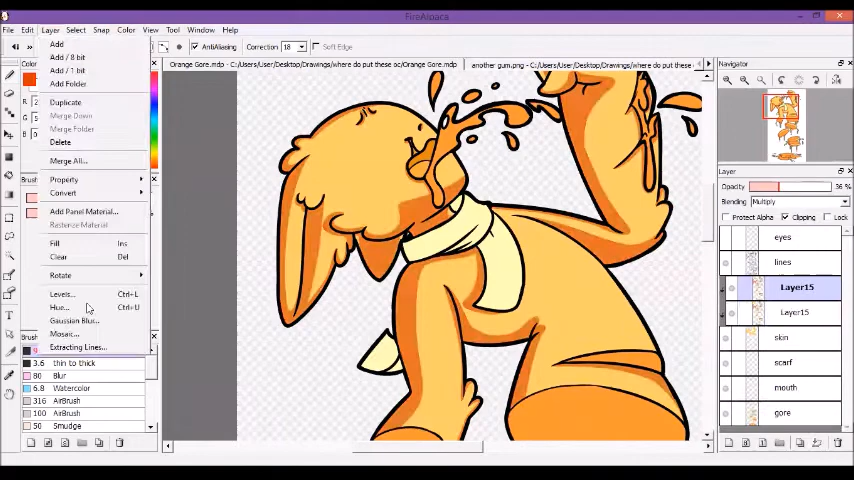 FireAlpaca
File Edit Layer Select Snap Color View Tool Window Help
AntiAliasing Correction 18 Soft Edge
Orange Gore.mdp - C:/Users/User/Desktop/Drawings/where do put these oc/Orange Gore.mdp
another gum.png - C:/Users/User/Desktop/Drawings/where do put these
Add
Add / 8 bit
Add / 1 bit
Add Folder
Duplicate
Merge Down
Merge Folder
Delete
Merge All...
Property
Convert
Add Panel Material...
Rasterize Material
Fill Ins
Clear Del
Rotate
Levels... Ctrl+L
Hue... Ctrl+U
Gaussian Blur...
Mosaic...
Extracting Lines...
3.6 thin to thick
80 Blur
6.8 Watercolor
316 AirBrush
100 AirBrush
50 Smudge
Navigator
Layer
Opacity 36 %
Blending Multiply
Protect Alpha Clipping Lock
eyes
lines
Layer15
Layer15
skin
scarf
mouth
gore